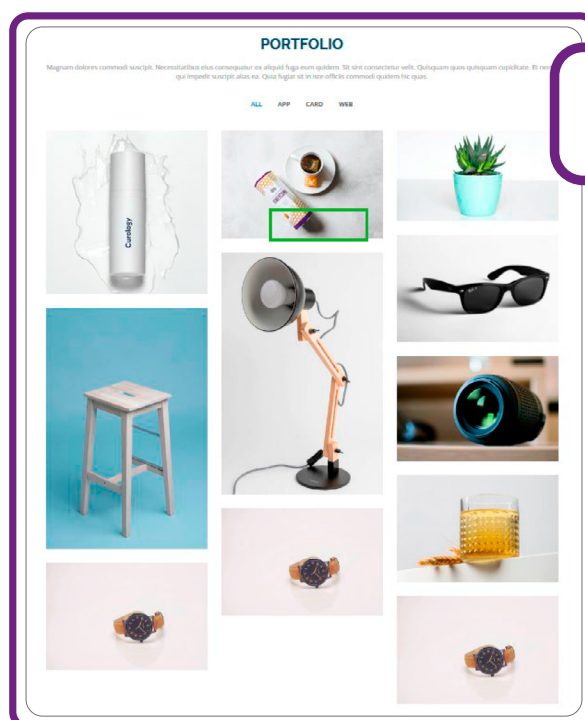 PORTFOLIO
Magnam dolores commodi suscipit. Necessitatibus eius consequatur ex aliquid fuga eum quidem. Sit sint consectetur velit. Quisquam quos quisquam cupiditate. Et nem
qui impedit suscipit alias ea. Quia fugiat sit in iste officiis commodi quidem hic quas.
ALL APP CARD WEB
Curology